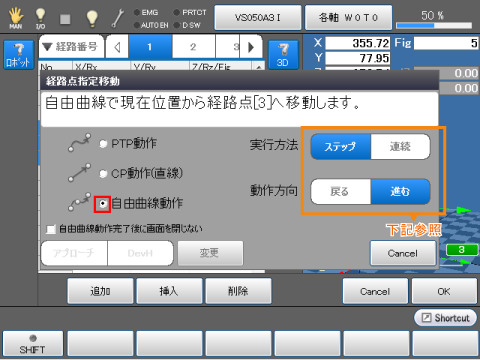 EMG PRTCT
MAN I/O AUTO EN D SW VS050A3 I 各軸 W0T0 50 %
ロボット ▼経路番号 1 2 3 3D X 355.72 Fig 5
Y 77.95
No. X/Rx Y/Ry Z/Rz/Fig 0.00
0.00
経路点指定移動
自由曲線で現在位置から経路点[3]へ移動します。
PTP動作 実行方法 ステップ 連続
CP動作(直線)
自由曲線動作 動作方向 戻る 進む
下記参照
自由曲線動作完了後に画面を閉じない
アプローチ DevH 変更 Cancel 3
追加 挿入 削除 Cancel OK
Shortcut
SHIFT